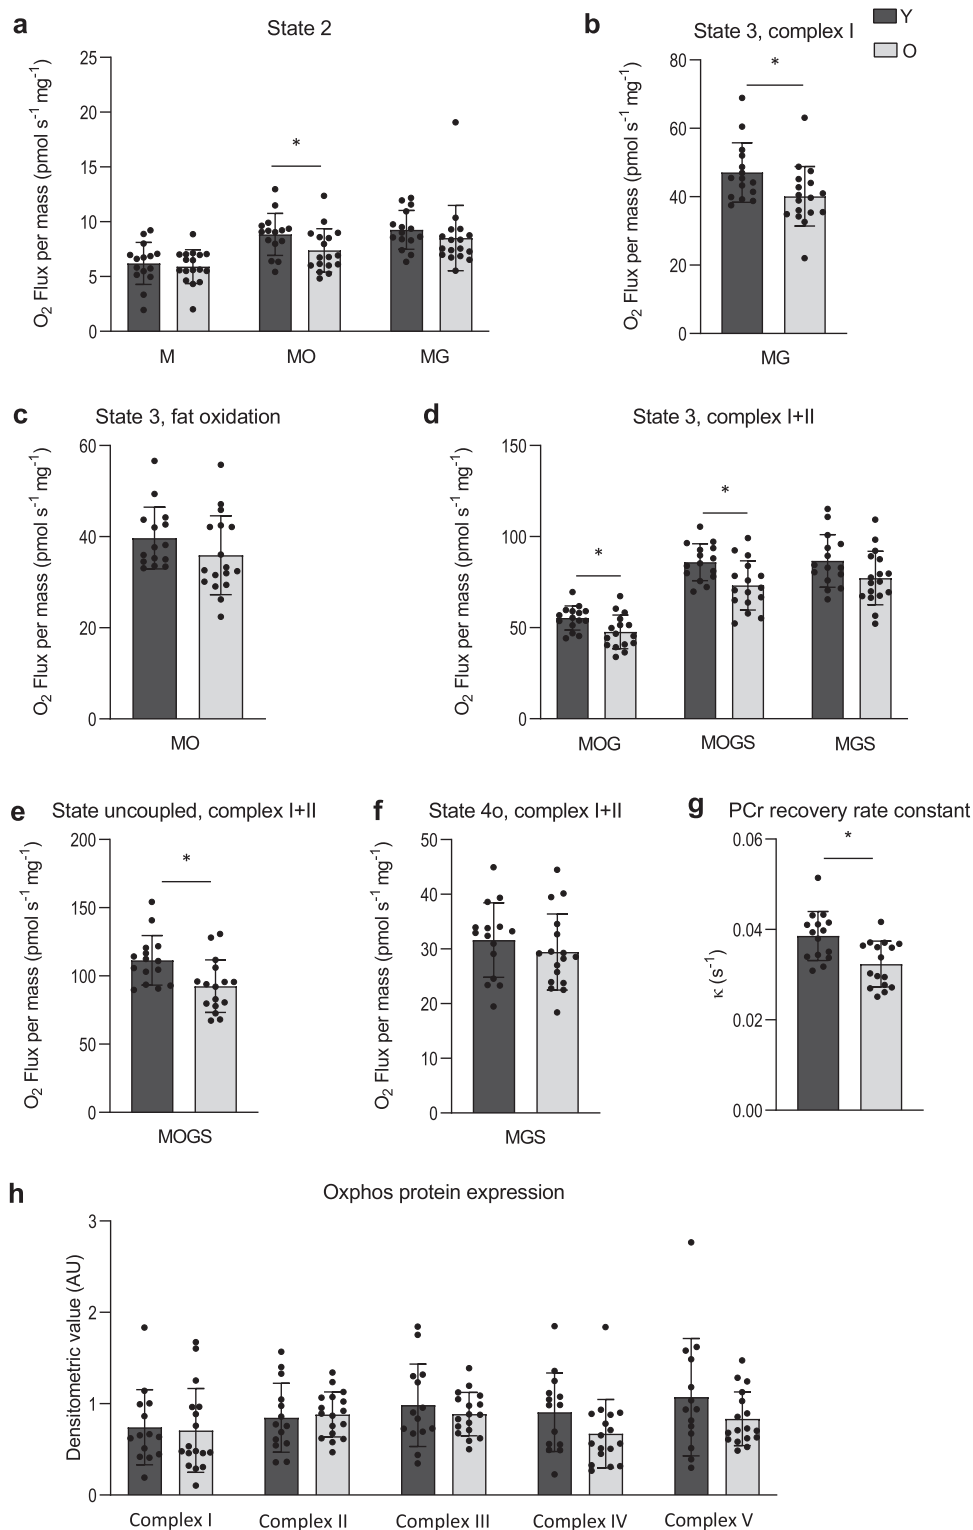 a
State 2
O2 Flux per mass (pmol s−1 mg−1)
25
20
15
10
5
0
*
M
MO
MG
b
State 3, complex I
Y
O
O2 Flux per mass (pmol s−1 mg−1)
80
60
40
20
0
*
MG
c
State 3, fat oxidation
O2 Flux per mass (pmol s−1 mg−1)
60
40
20
0
MO
d
State 3, complex I+II
O2 Flux per mass (pmol s−1 mg−1)
150
100
50
0
*
*
MOG
MOGS
MGS
e
State uncoupled, complex I+II
O2 Flux per mass (pmol s−1 mg−1)
200
150
100
50
0
*
MOGS
f
State 4o, complex I+II
O2 Flux per mass (pmol s−1 mg−1)
50
40
30
20
10
0
MGS
g
PCr recovery rate constant
κ (s−1)
0.06
0.04
0.02
0.00
*
h
Oxphos protein expression
Densitometric value (AU)
3
2
1
0
Complex I
Complex II
Complex III
Complex IV
Complex V